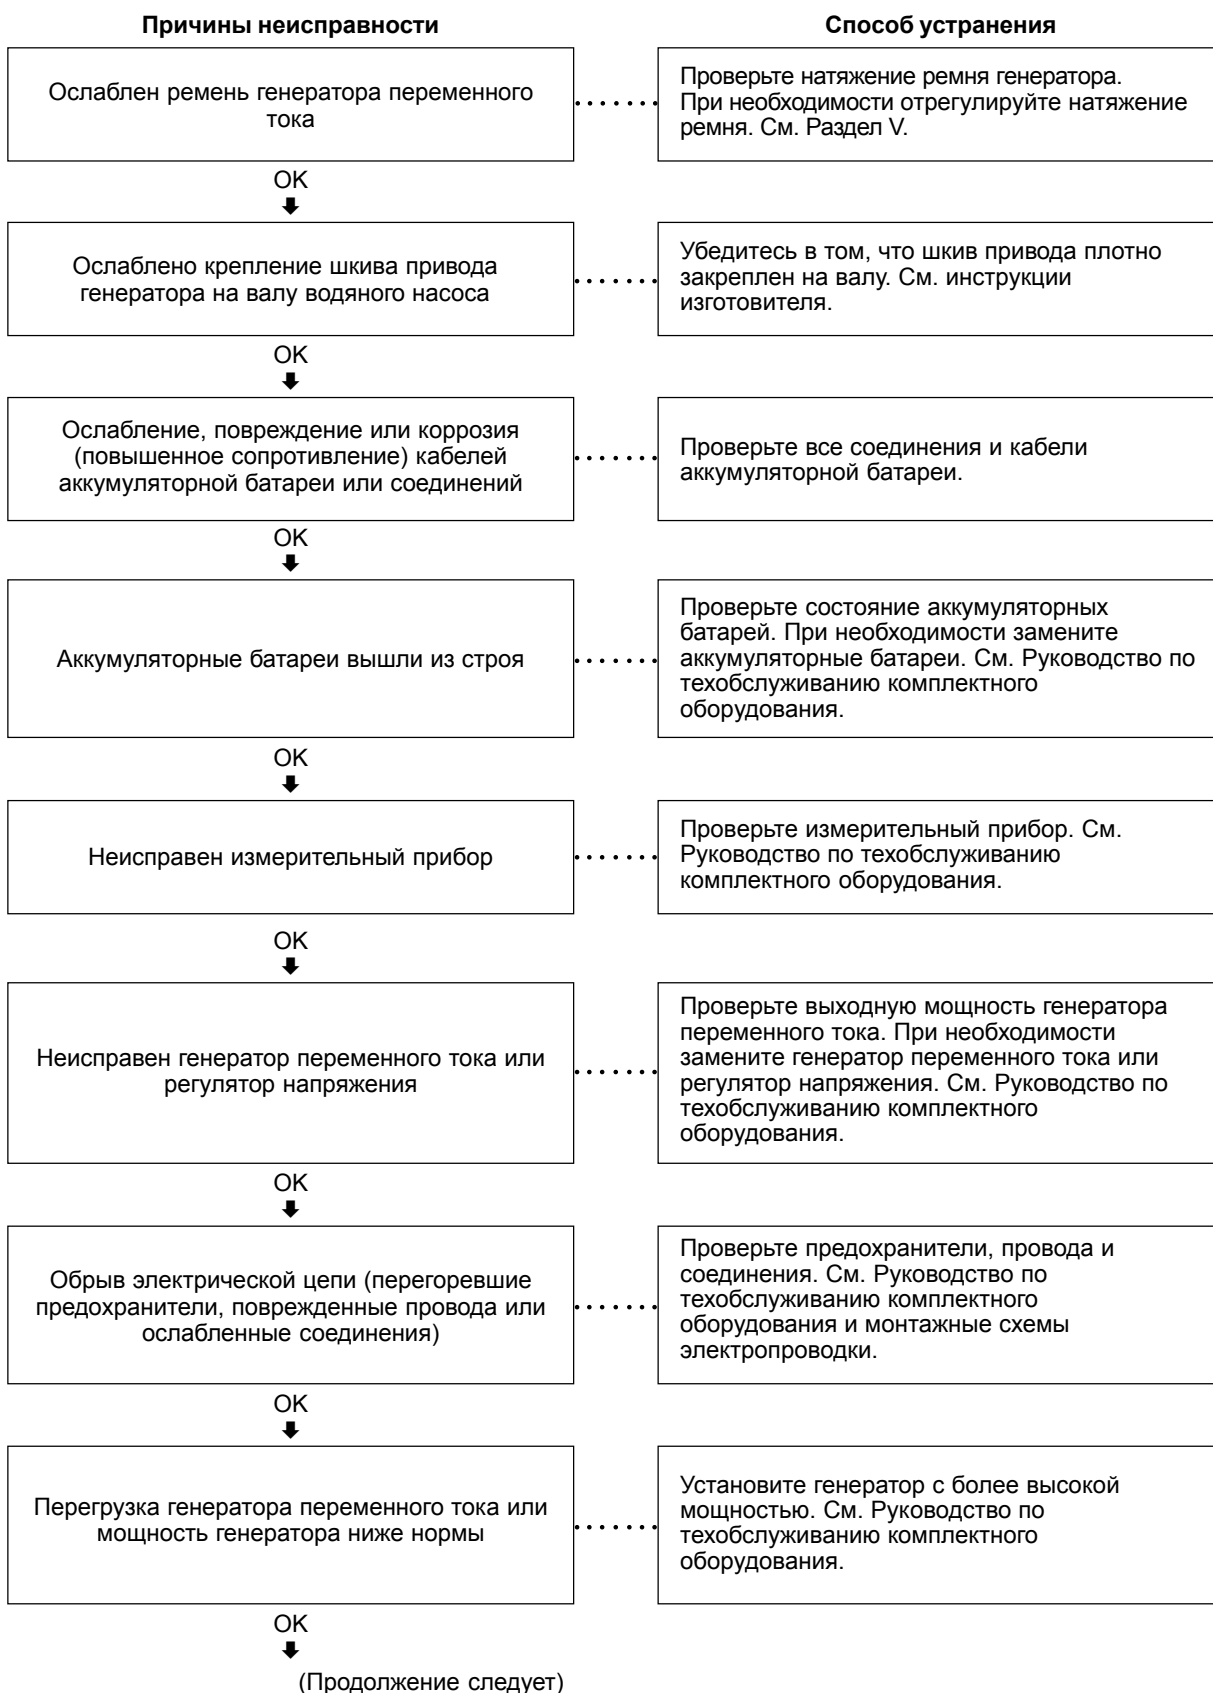 Причины неисправности
Способ устранения
Ослаблен ремень генератора переменного
тока
Проверьте натяжение ремня генератора.
При необходимости отрегулируйте натяжение
ремня. См. Раздел V.
OK
Ослаблено крепление шкива привода
генератора на валу водяного насоса
Убедитесь в том, что шкив привода плотно
закреплен на валу. См. инструкции
изготовителя.
OK
Ослабление, повреждение или коррозия
(повышенное сопротивление) кабелей
аккумуляторной батареи или соединений
Проверьте все соединения и кабели
аккумуляторной батареи.
OK
Аккумуляторные батареи вышли из строя
Проверьте состояние аккумуляторных
батарей. При необходимости замените
аккумуляторные батареи. См. Руководство по
техобслуживанию комплектного
оборудования.
OK
Неисправен измерительный прибор
Проверьте измерительный прибор. См.
Руководство по техобслуживанию
комплектного оборудования.
OK
Неисправен генератор переменного тока или
регулятор напряжения
Проверьте выходную мощность генератора
переменного тока. При необходимости
замените генератор переменного тока или
регулятор напряжения. См. Руководство по
техобслуживанию комплектного
оборудования.
OK
Обрыв электрической цепи (перегоревшие
предохранители, поврежденные провода или
ослабленные соединения)
Проверьте предохранители, провода и
соединения. См. Руководство по
техобслуживанию комплектного
оборудования и монтажные схемы
электропроводки.
OK
Перегрузка генератора переменного тока или
мощность генератора ниже нормы
Установите генератор с более высокой
мощностью. См. Руководство по
техобслуживанию комплектного
оборудования.
OK
(Продолжение следует)